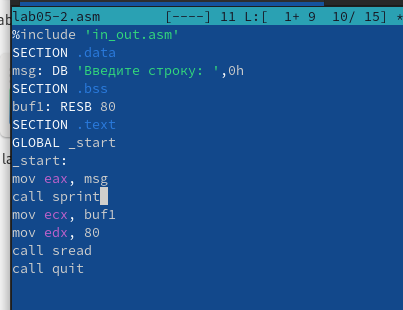 lab05-2.asm [----] 11 L:[ 1+ 9 10/ 15] *
%include 'in_out.asm'
SECTION .data
msg: DB 'Введите строку: ',0h
SECTION .bss
buf1: RESB 80
SECTION .text
GLOBAL _start
_start:
mov eax, msg
call sprint
mov ecx, buf1
mov edx, 80
call sread
call quit